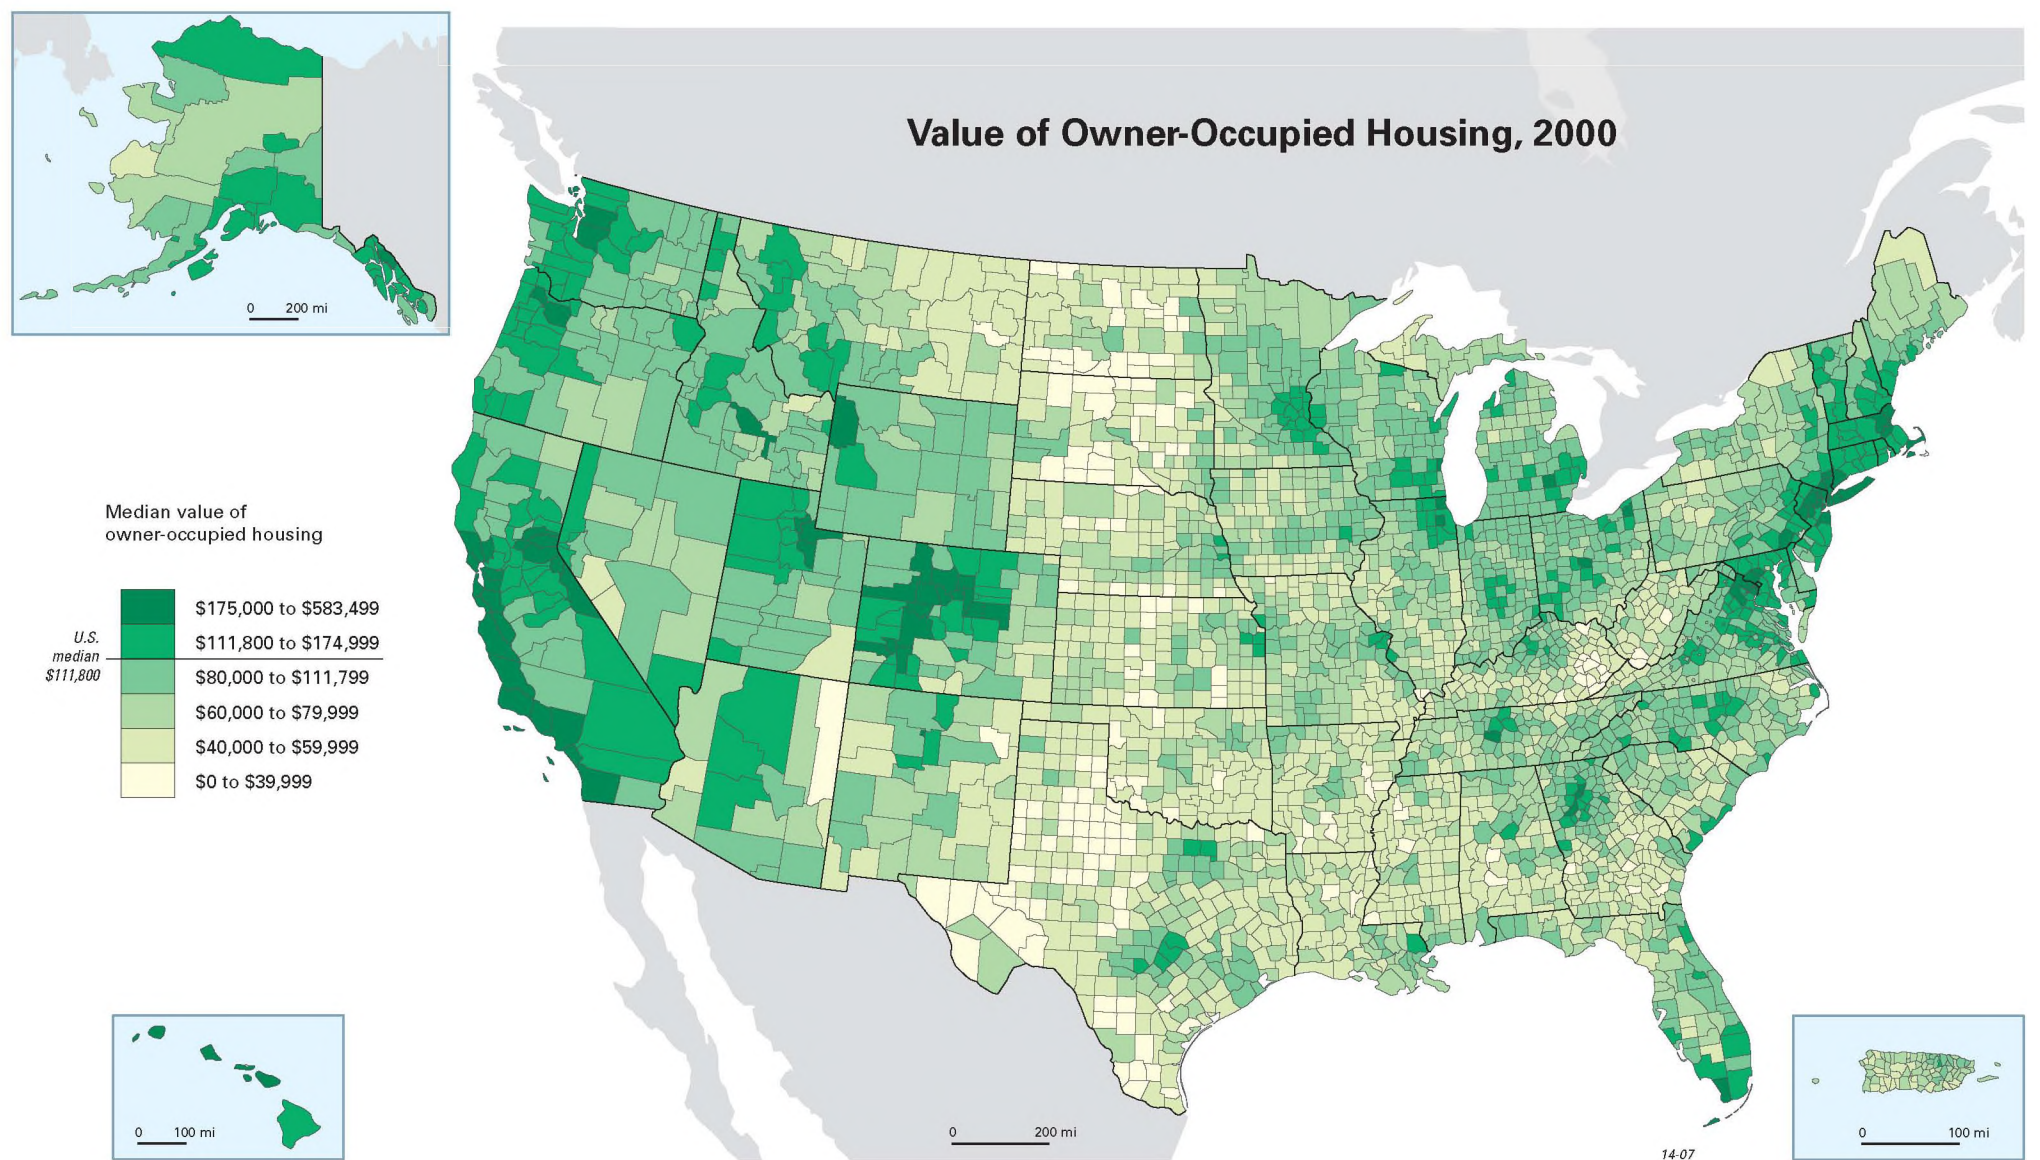 Value of Owner-Occupied Housing, 2000
0 200 mi
Median value of
owner-occupied housing
$175,000 to $583,499
$111,800 to $174,999
U.S.
median
$111,800
$80,000 to $111,799
$60,000 to $79,999
$40,000 to $59,999
$0 to $39,999
0 100 mi
0 200 mi
0 100 mi
14-07